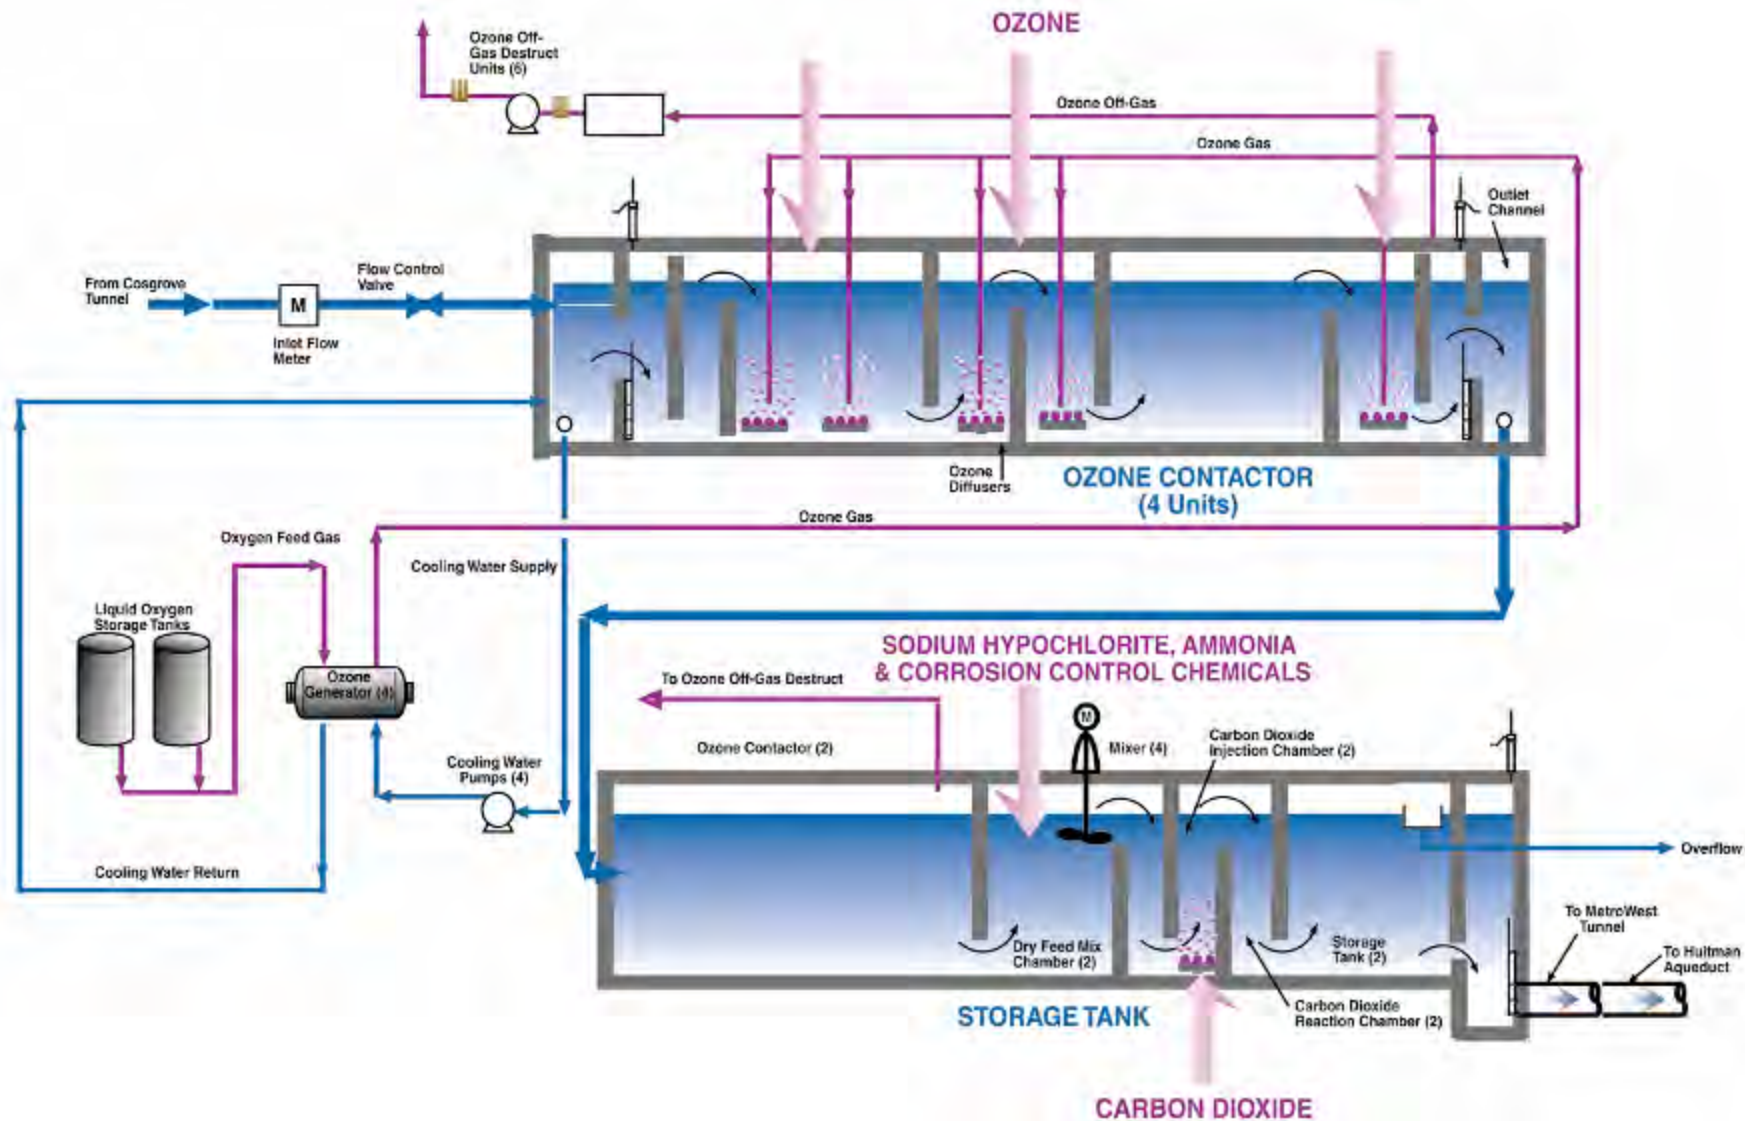 OZONE
Ozone Off-
Gas Destruct
Units (6)
Ozone Off-Gas
Ozone Gas
Outlet
Channel
From Cosgrove
Tunnel
Flow Control
Valve
M
Inlet Flow
Meter
Ozone
Diffusers
OZONE CONTACTOR
(4 Units)
Ozone Gas
Oxygen Feed Gas
Cooling Water Supply
Liquid Oxygen
Storage Tanks
Ozone
Generator (4)
SODIUM HYPOCHLORITE, AMMONIA
& CORROSION CONTROL CHEMICALS
To Ozone Off-Gas Destruct
Ozone Contactor (2)
M
Mixer (4)
Carbon Dioxide
Injection Chamber (2)
Cooling Water
Pumps (4)
Cooling Water Return
Overflow
To MetroWest
Tunnel
To Hultman
Aqueduct
Dry Feed Mix
Chamber (2)
Storage
Tank (2)
Carbon Dioxide
Reaction Chamber (2)
STORAGE TANK
CARBON DIOXIDE